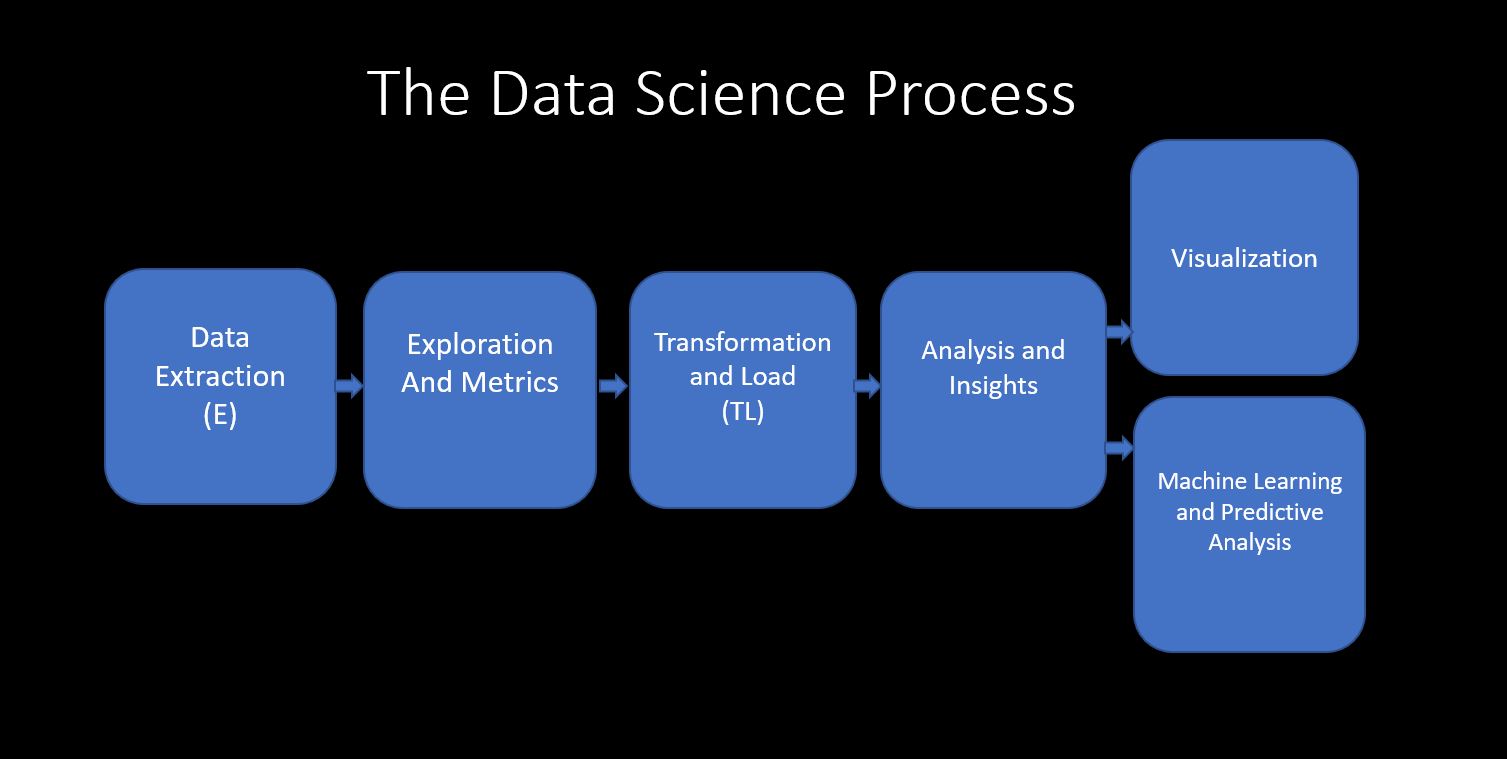 The Data Science Process
Data
Extraction
(E)
Exploration
And Metrics
Transformation
and Load
(TL)
Analysis and
Insights
Visualization
Machine Learning
and Predictive
Analysis